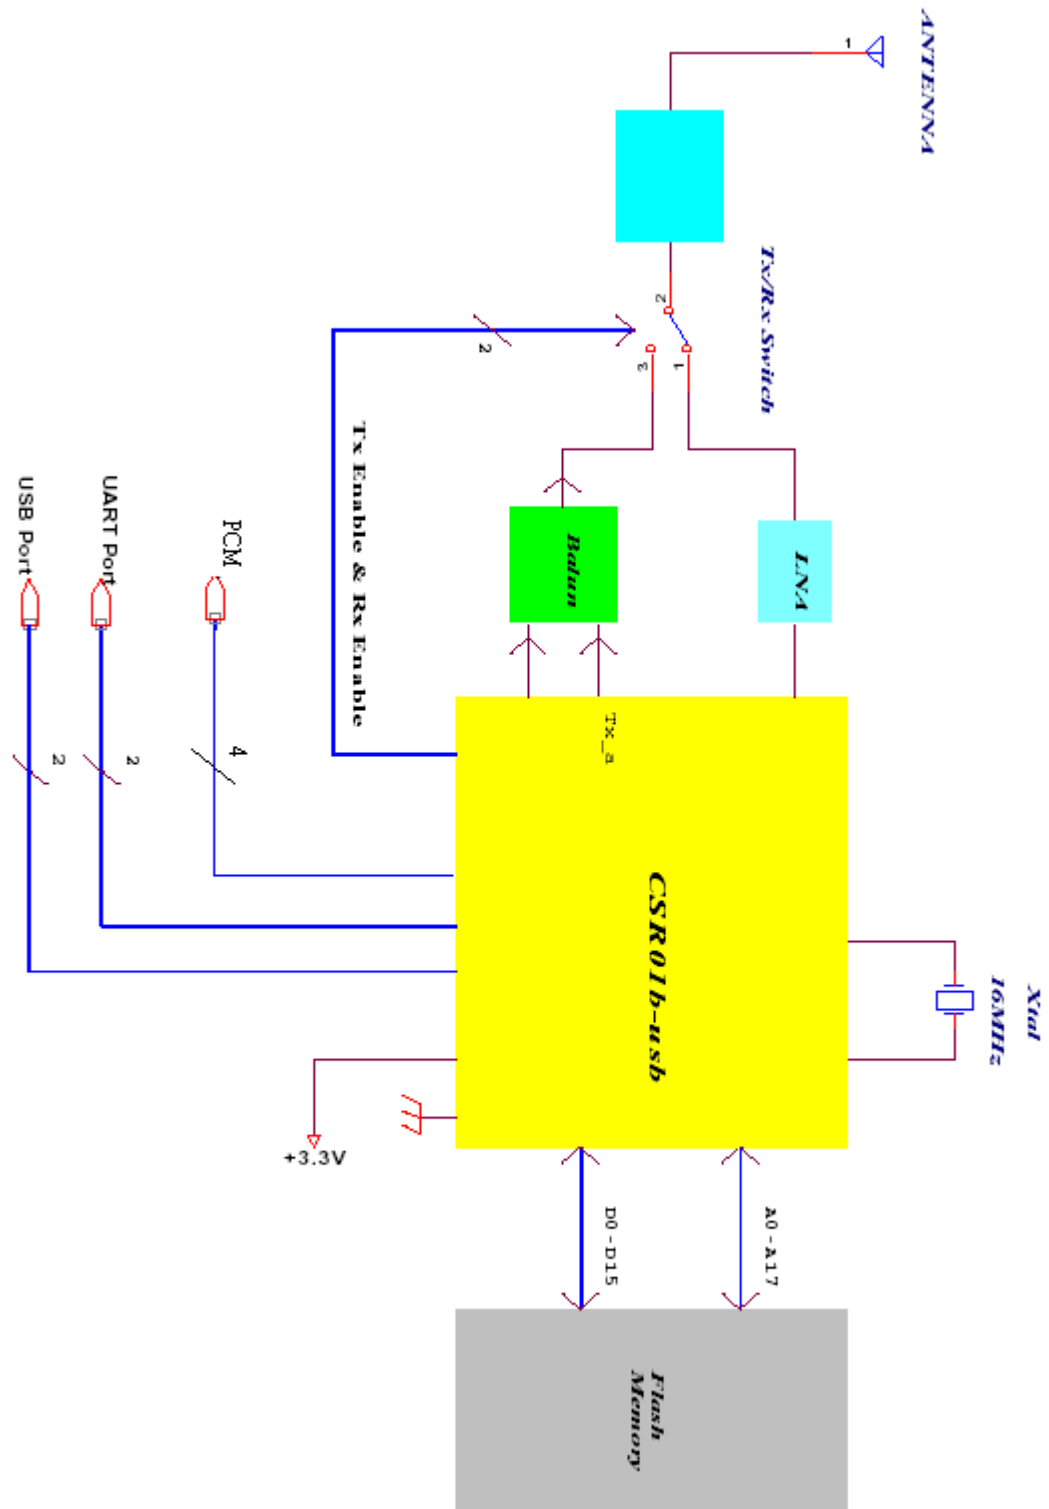 ANTENNA
1
Tx/Rx Switch
2
3
1
2
Tx Enable & Rx Enable
Balun
LNA
USB Port
UART Port
PCM
2
2
4
Tx_a
CSR01b-usb
Xtal
16MHz
+3.3V
D0-D15
A0-A17
Flash
Memory